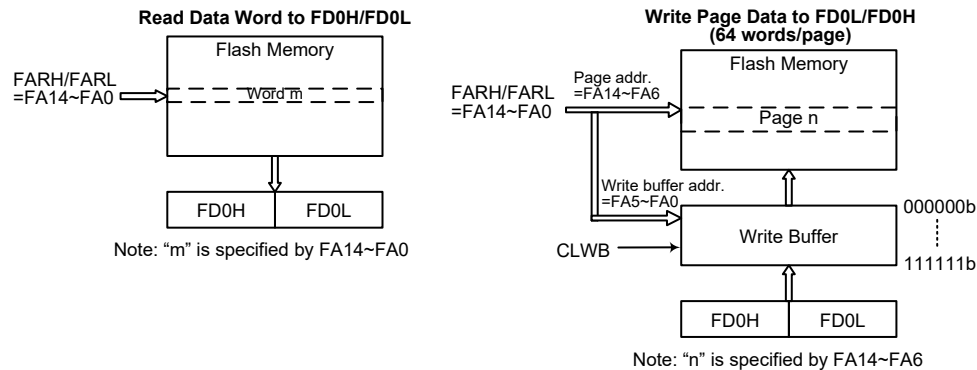 Read Data Word to FD0H/FD0L
Flash Memory
FARH/FARL
=FA14~FA0
Word m
FD0H
FD0L
Note: “m” is specified by FA14~FA0
Write Page Data to FD0L/FD0H
(64 words/page)
Flash Memory
Page addr.
=FA14~FA6
FARH/FARL
=FA14~FA0
Page n
Write buffer addr.
=FA5~FA0
000000b
Write Buffer
CLWB
111111b
FD0H
FD0L
Note: “n” is specified by FA14~FA6